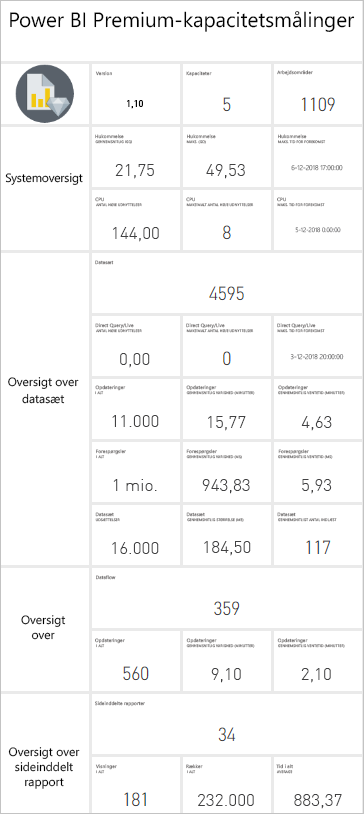 Power BI Premium-kapacitetsmålinger
Version
1,10
Kapaciteter
5
Arbejdsområder
1109
Systemoversigt
Hukommelse
GENNEMSNITLIG (GB)
21,75
Hukommelse
MAKS. (GB)
49,53
Hukommelse
MAKS. TID FOR FOREKOMST
6-12-2018 17:00:00
CPU
ANTAL HØJE UDNYTTELSER
144,00
CPU
MAKSIMALT ANTAL HØJE UDNYTTELSER
8
CPU
MAKS. TID FOR FOREKOMST
5-12-2018 0:00:00
Oversigt over
datasæt
Datasæt
4595
Direct Query/Live
ANTAL HØJE UDNYTTELSER
0,00
Direct Query/Live
MAKSIMALT ANTAL HØJE UDNYTTELSER
0
Direct Query/Live
MAKS. TID FOR FOREKOMST
3-12-2018 20:00:00
Opdateringer
I ALT
11.000
Opdateringer
GENNEMSNITLIG VARIGHED (MINUTTER)
15,77
Opdateringer
GENNEMSNITLIG VENTETID (MINUTTER)
4,63
Forespørgsler
I ALT
1 mio.
Forespørgsler
GENNEMSNITLIG VARIGHED (MS)
943,83
Forespørgsler
GENNEMSNITLIG VENTETID (MS)
5,93
Datasæt
UDSÆTTELSER
16.000
Datasæt
GENNEMSNITLIG STØRRELSE (MB)
184,50
Datasæt
GENNEMSNITLIGT ANTAL INDLÆST
117
Oversigt
over
Dataflow
359
Opdateringer
I ALT
560
Opdateringer
GENNEMSNITLIG VARIGHED (MINUTTER)
9,10
Opdateringer
GENNEMSNITLIG VENTETID (MINUTTER)
2,10
Oversigt over
sideinddelt
rapport
Sideinddelte rapporter
34
Visninger
I ALT
181
Rækker
I ALT
232.000
Tid i alt
AVERAGE
883,37